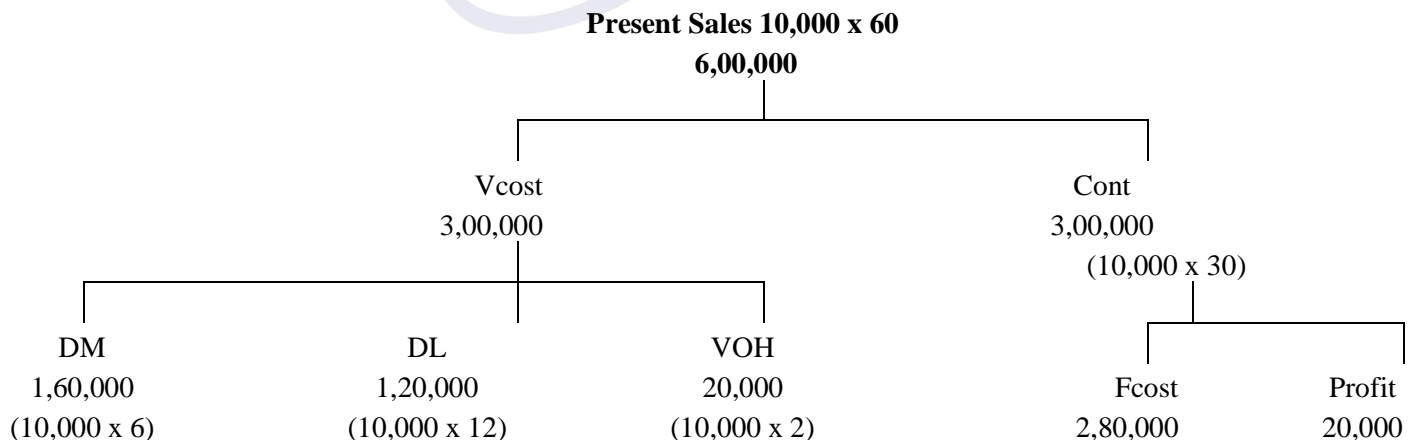 Present Sales 10,000 x 60
6,00,000
Vcost
3,00,000
Cont
3,00,000
(10,000 x 30)
DM
1,60,000
(10,000 x 6)
DL
1,20,000
(10,000 x 12)
VOH
20,000
(10,000 x 2)
Fcost
2,80,000
Profit
20,000